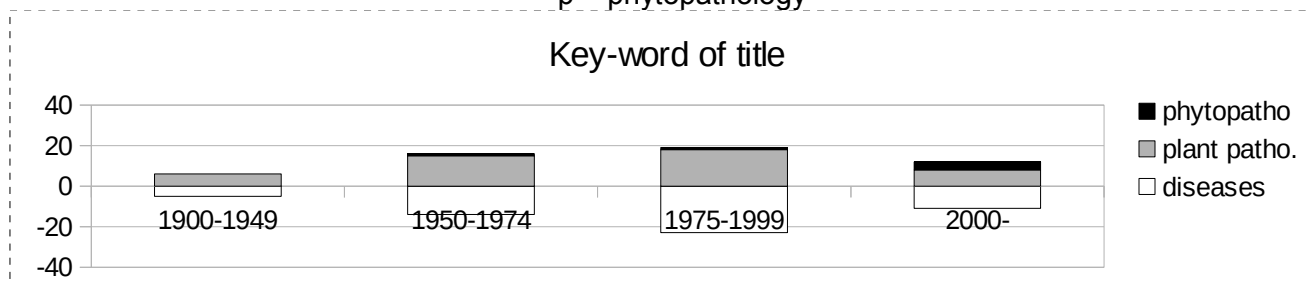 Key-word of title
40
20
0
-20
-40
1900-1949
1950-1974
1975-1999
2000-
phytopatho
plant patho.
diseases